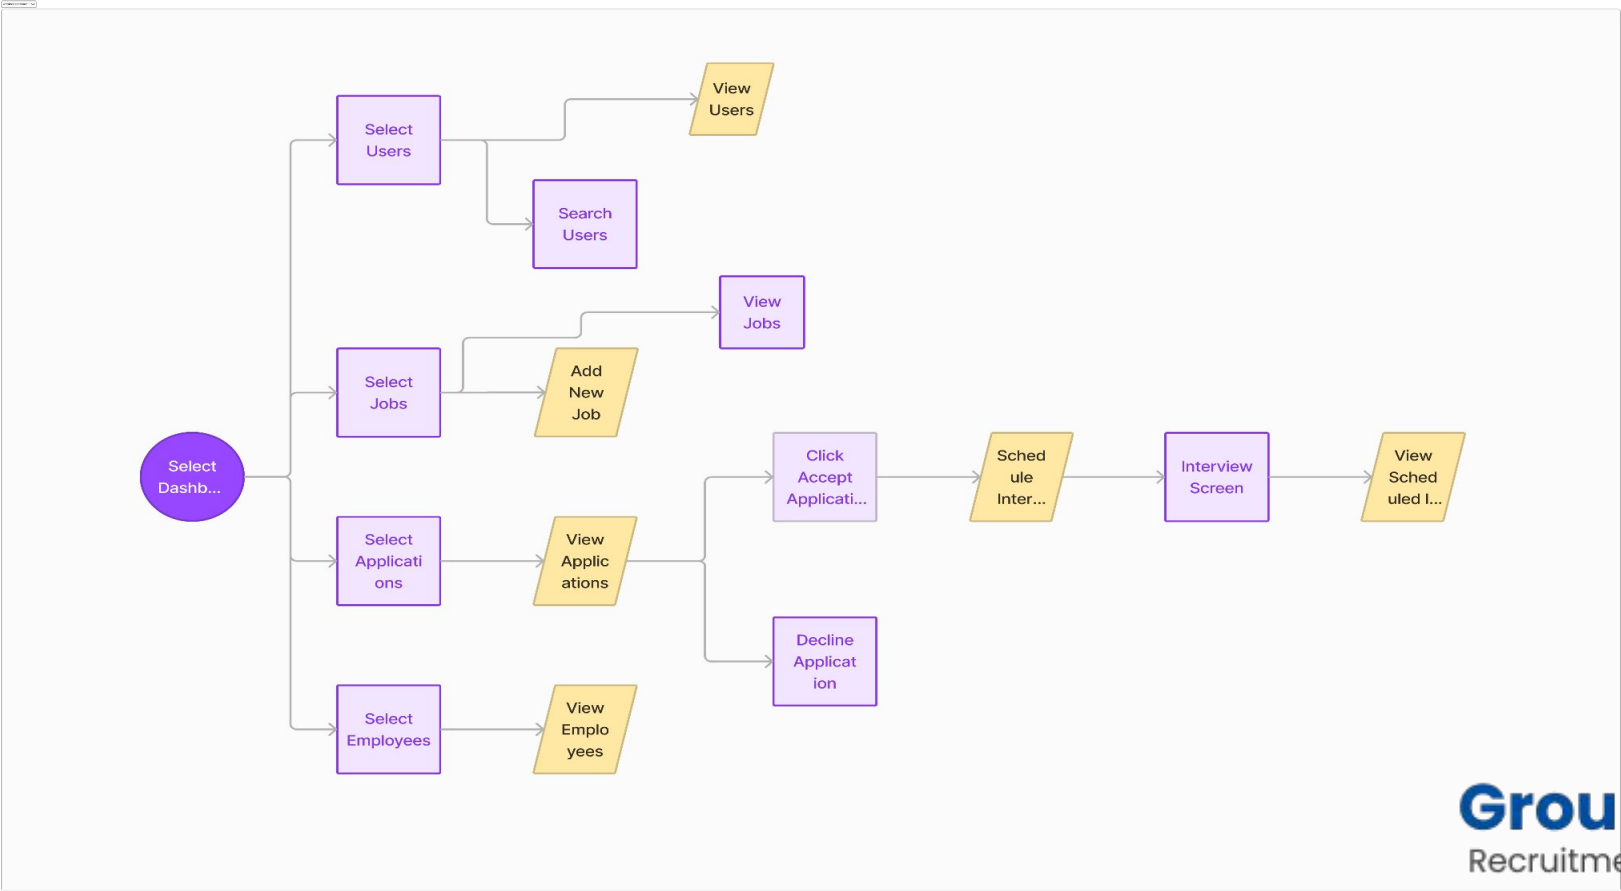 View
Users
Select
Users
Search
Users
View
Jobs
Select
Jobs
Add
New
Job
Select
Dashb...
Click
Accept
Applicati...
Sched
ule
Inter...
Interview
Screen
View
Sched
uled I...
Select
Applicati
ons
View
Applic
ations
Decline
Applicat
ion
Select
Employees
View
Emplo
yees
Grou
Recruitme